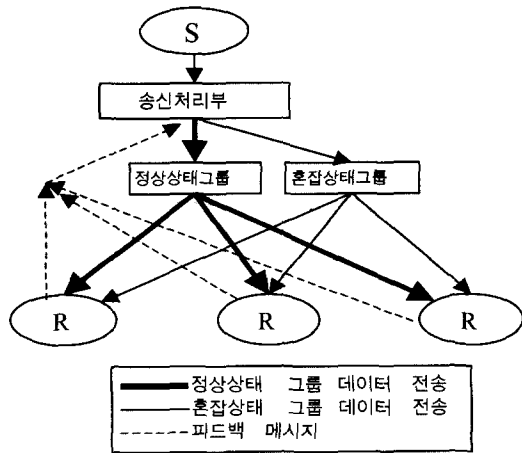 S
송신처리부
정상상태그룹 혼잡상태그룹
R R R
정상상태 그룹 데이터 전송
혼잡상태 그룹 데이터 전송
피드백 메시지